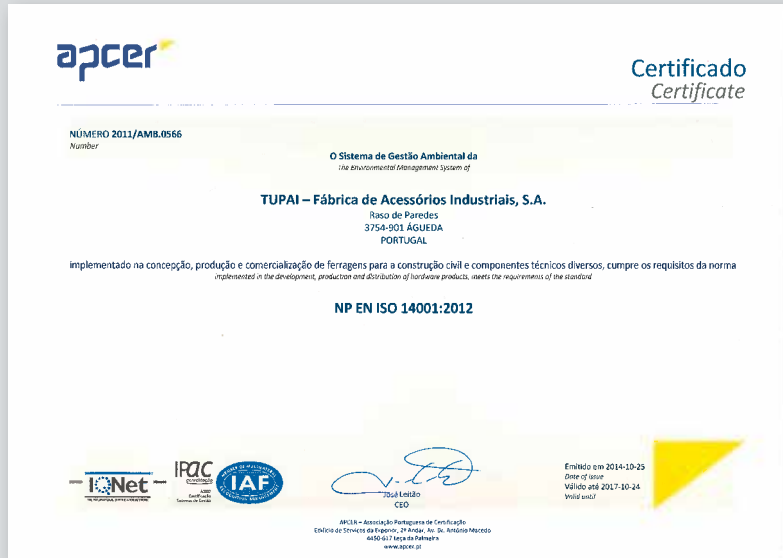 apcer
Certificado
Certificate
NÚMERO 2011/AMB.0566
Number
O Sistema de Gestão Ambiental da
The Environmental Management System of
TUPAI – Fábrica de Acessórios Industriais, S.A.
Raso de Paredes
3754-901 ÁGUEDA
PORTUGAL
implementado na concepção, produção e comercialização de ferragens para a construção civil e componentes técnicos diversos, cumpre os requisitos da norma
implemented in the development, production and distribution of hardware products, meets the requirements of the standard
NP EN ISO 14001:2012
IQNet
IPAC
acreditação
Certificação
Sistemas de Gestão
IAF
José Leitão
CEO
Emitido em 2014-10-25
Date of issue
Válido até 2017-10-24
Valid until
APCER – Associação Portuguesa de Certificação
Edifício de Serviços da Exponor, 2º Andar, Av. Dr. António Macedo
4450-617 Leça da Palmeira
www.apcer.pt